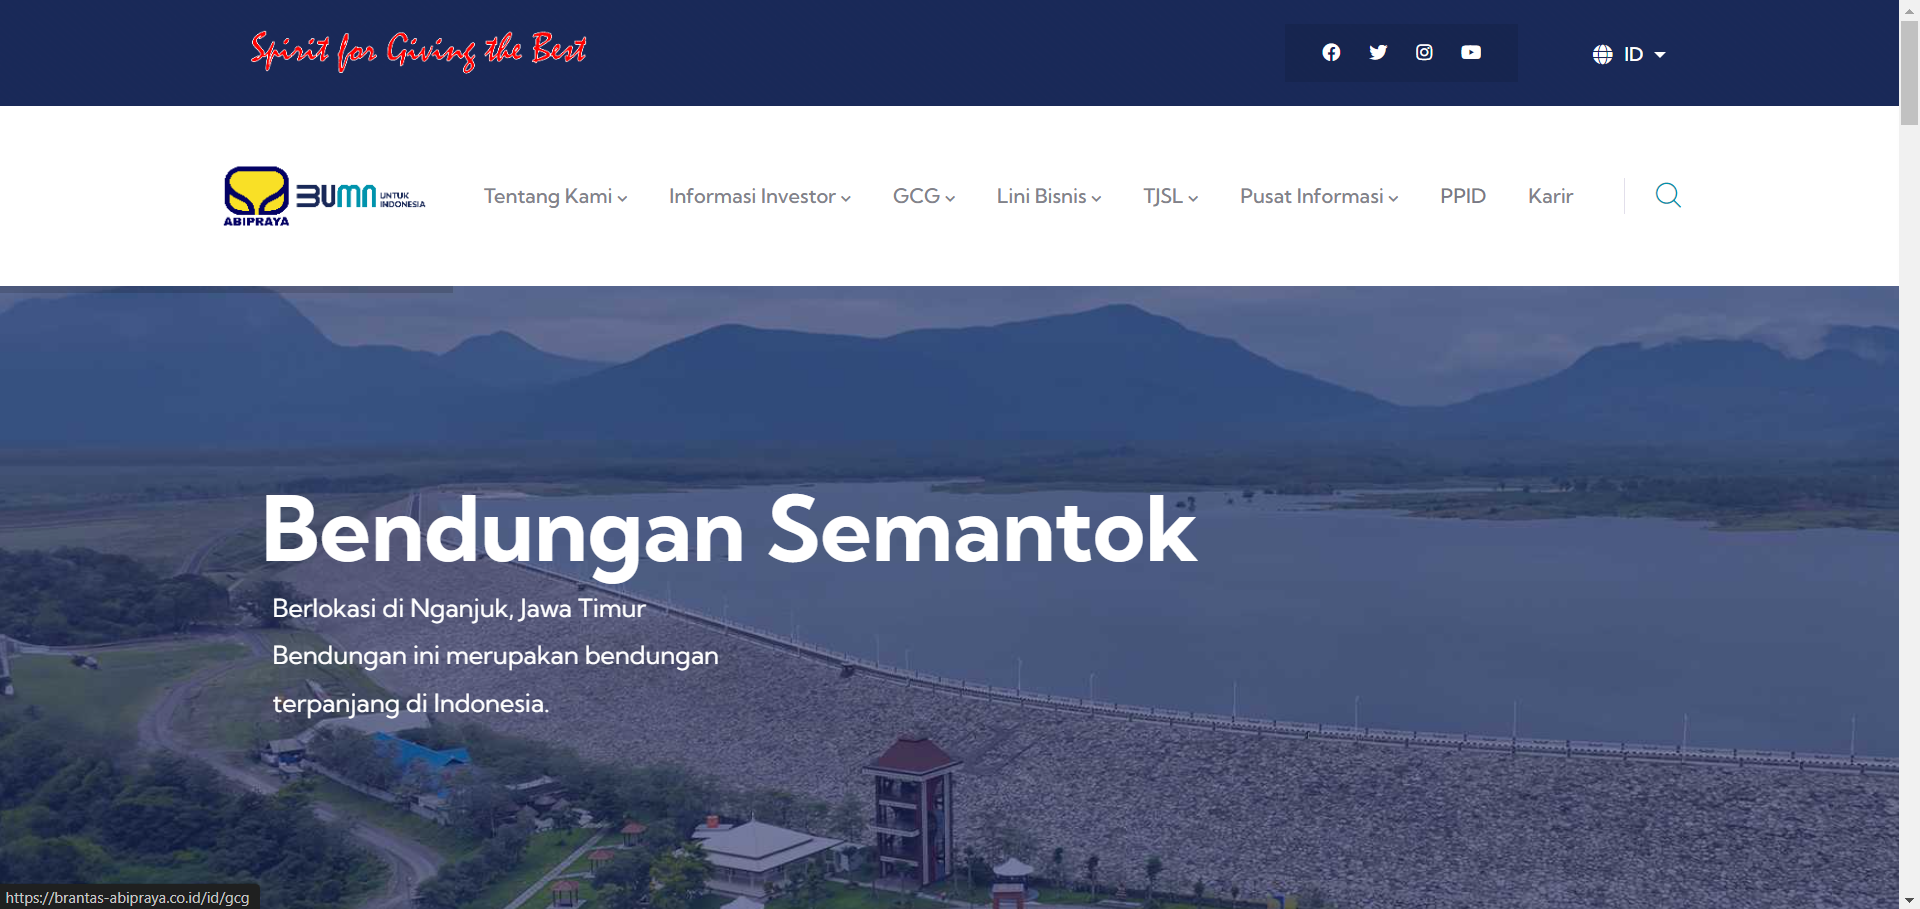 Spirit for Giving the Best
ID
ABIPRAYA
BUMN UNTUK INDONESIA
Tentang Kami
Informasi Investor
GCG
Lini Bisnis
TJSL
Pusat Informasi
PPID
Karir
Bendungan Semantok
Berlokasi di Nganjuk, Jawa Timur
Bendungan ini merupakan bendungan
terpanjang di Indonesia.
https://brantas-abipraya.co.id/id/gcg